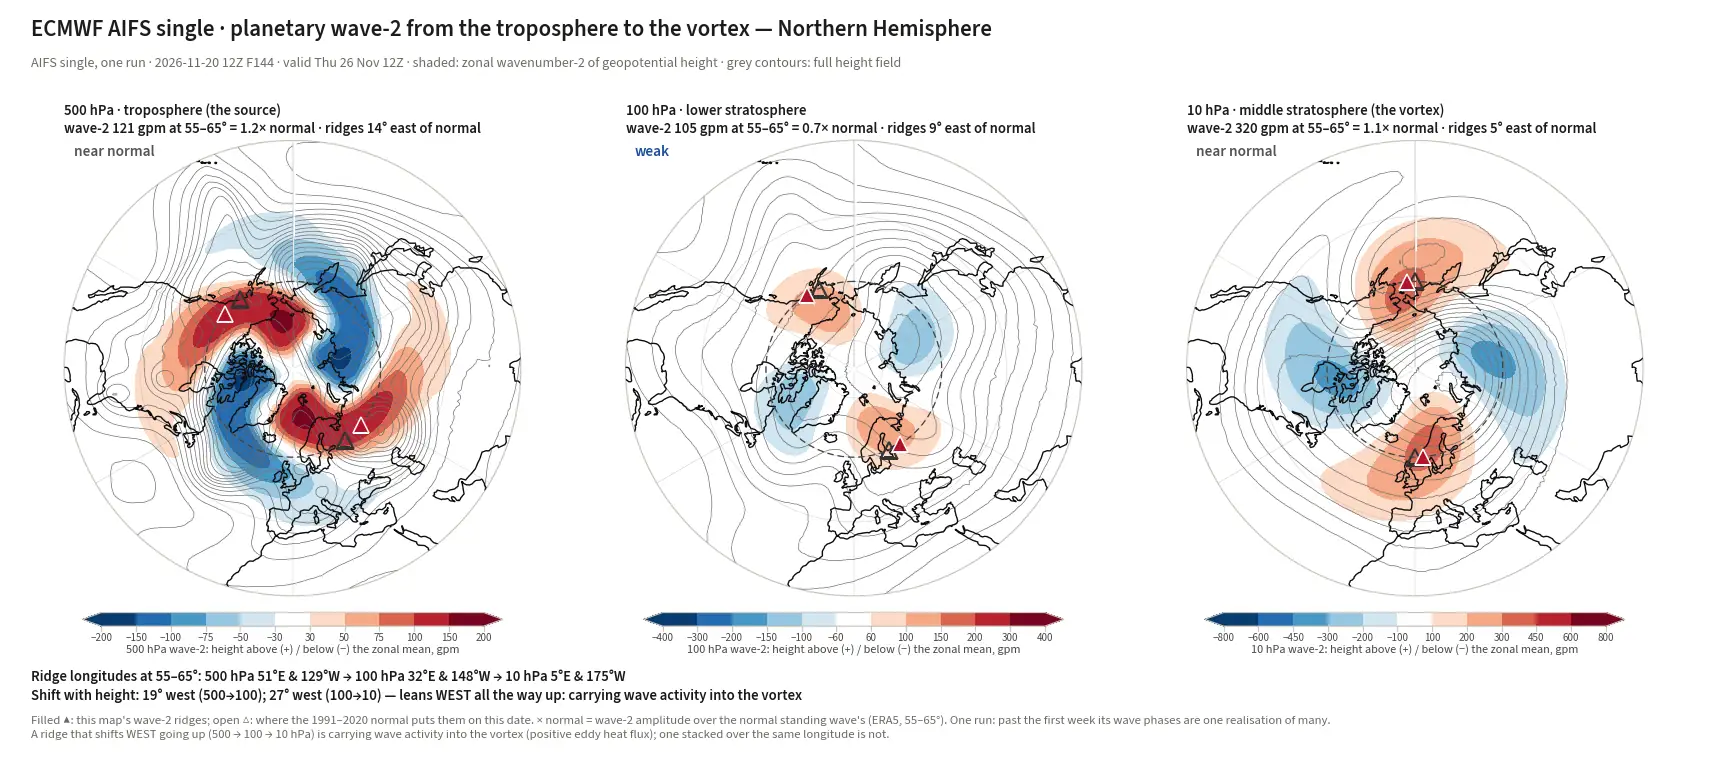 ECMWF AIFS single · planetary wave-2 from the troposphere to the vortex — Northern Hemisphere
AIFS single, one run · 2026-11-20 12Z F144 · valid Thu 26 Nov 12Z · shaded: zonal wavenumber-2 of geopotential height · grey contours: full height field
500 hPa · troposphere (the source)
wave-2 121 gpm at 55–65° = 1.2× normal · ridges 14° east of normal
near normal
100 hPa · lower stratosphere
wave-2 105 gpm at 55–65° = 0.7× normal · ridges 9° east of normal
weak
10 hPa · middle stratosphere (the vortex)
wave-2 320 gpm at 55–65° = 1.1× normal · ridges 5° east of normal
near normal
−200 −150 −100 −75 −50 −30 30 50 75 100 150 200
500 hPa wave-2: height above (+) / below (−) the zonal mean, gpm
−400 −300 −200 −150 −100 −60 60 100 150 200 300 400
100 hPa wave-2: height above (+) / below (−) the zonal mean, gpm
−800 −600 −450 −300 −200 −100 100 200 300 450 600 800
10 hPa wave-2: height above (+) / below (−) the zonal mean, gpm
Ridge longitudes at 55–65°: 500 hPa 51°E & 129°W → 100 hPa 32°E & 148°W → 10 hPa 5°E & 175°W
Shift with height: 19° west (500→100); 27° west (100→10) — leans WEST all the way up: carrying wave activity into the vortex
Filled ▲: this map's wave-2 ridges; open △: where the 1991–2020 normal puts them on this date. × normal = wave-2 amplitude over the normal standing wave's (ERA5, 55–65°). One run: past the first week its wave phases are one realisation of many.
A ridge that shifts WEST going up (500 → 100 → 10 hPa) is carrying wave activity into the vortex (positive eddy heat flux); one stacked over the same longitude is not.